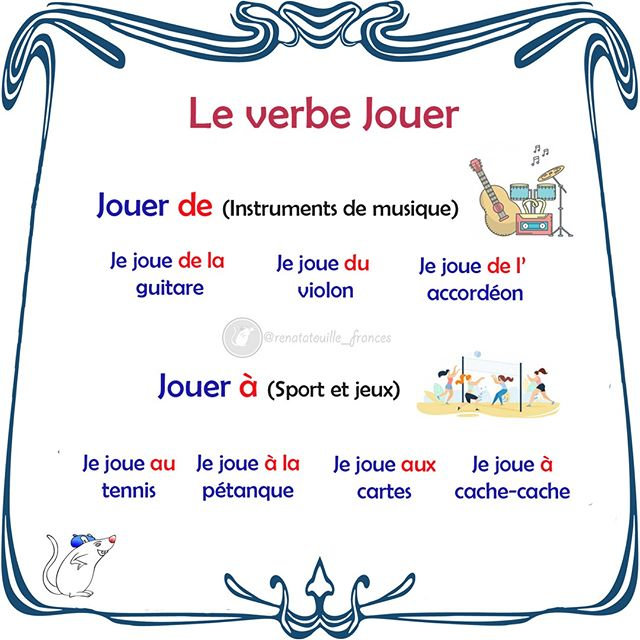 Le verbe Jouer
Jouer de (Instruments de musique)
Je joue de la
guitare
Je joue du
violon
Je joue de l'
accordéon
@renatatouille_frances
Jouer à (Sport et jeux)
Je joue au
tennis
Je joue à la
pétanque
Je joue aux
cartes
Je joue à
cache-cache